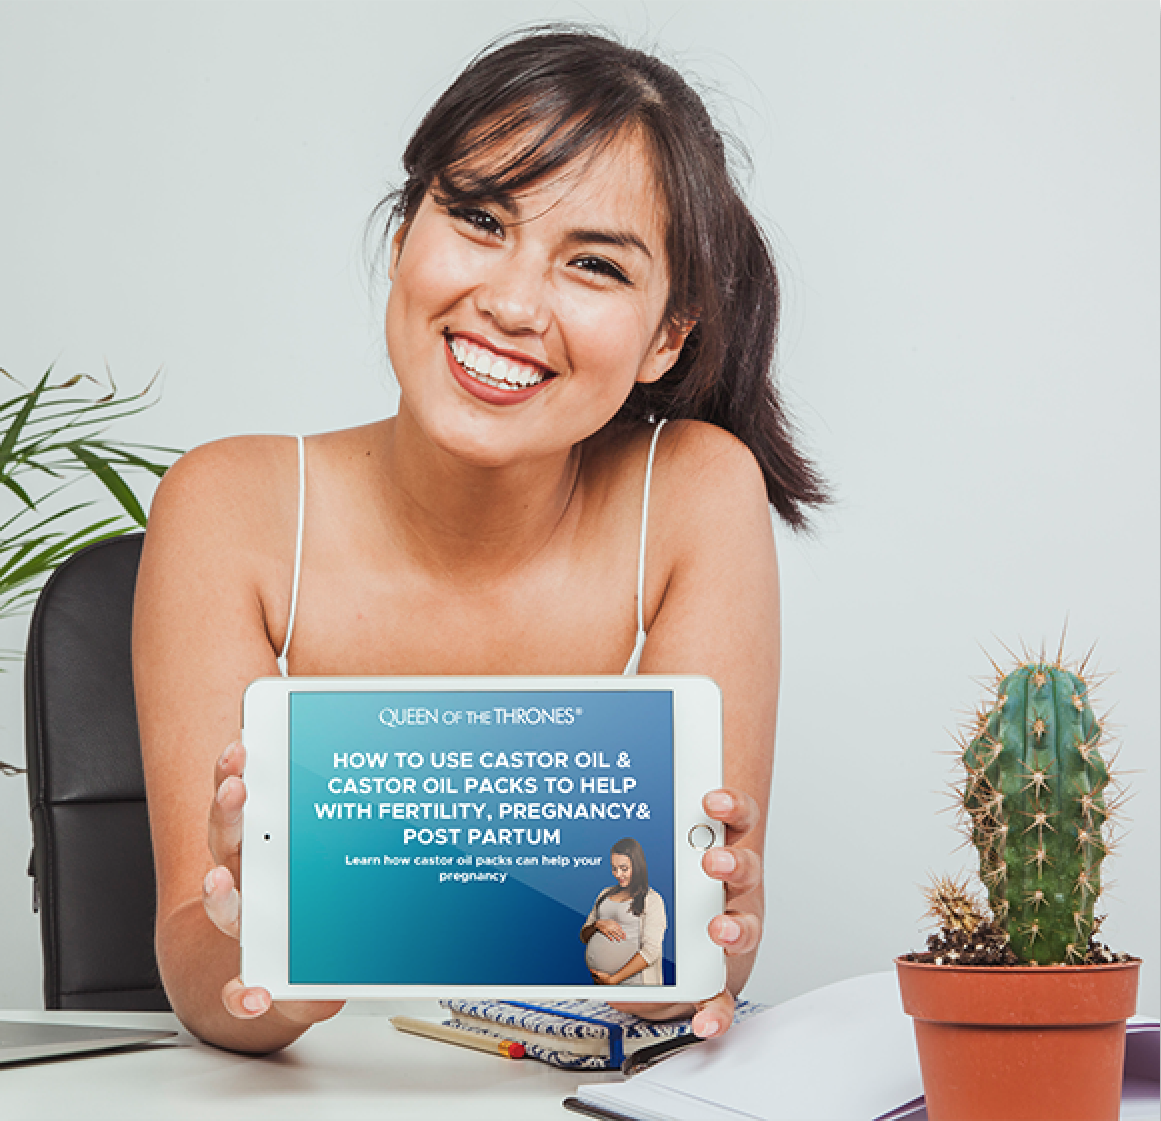 QUEEN OF THE THRONES®
HOW TO USE CASTOR OIL &
CASTOR OIL PACKS TO HELP
WITH FERTILITY, PREGNANCY&
POST PARTUM
Learn how castor oil packs can help your
pregnancy